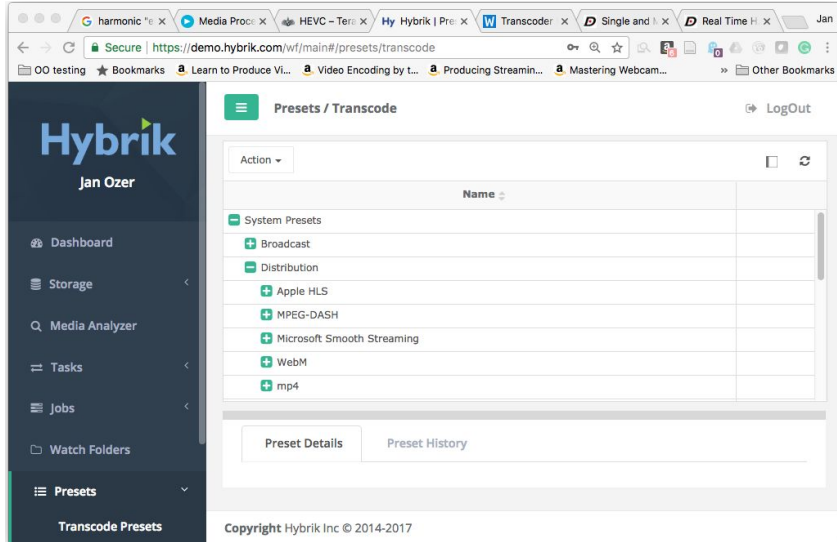 G harmonic "e
Media Proce
HEVC – Tera
Hy Hybrik | Pre
W Transcoder
Single and M
Real Time H
Jan
Secure | https://demo.hybrik.com/wf/main#/presets/transcode
OO testing
Bookmarks
Learn to Produce Vi...
Video Encoding by t...
Producing Streamin...
Mastering Webcam...
» Other Bookmarks
Hybrik
Jan Ozer
Dashboard
Storage
Media Analyzer
Tasks
Jobs
Watch Folders
Presets
Transcode Presets
Presets / Transcode
LogOut
Action
Name
System Presets
Broadcast
Distribution
Apple HLS
MPEG-DASH
Microsoft Smooth Streaming
WebM
mp4
Preset Details
Preset History
Copyright Hybrik Inc © 2014-2017